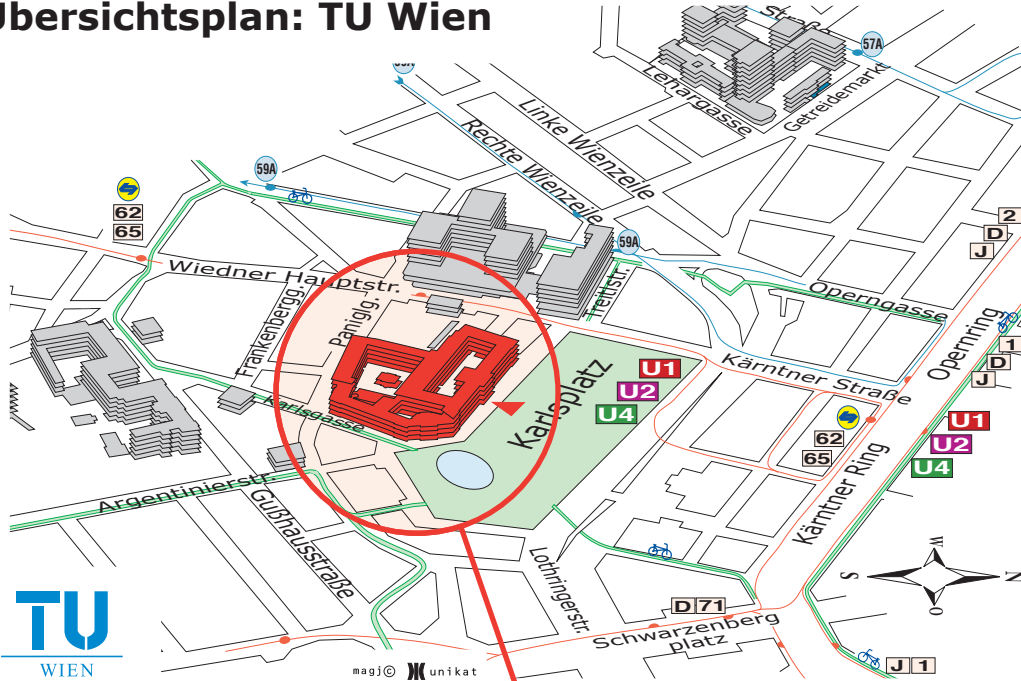 Übersichtsplan: TU Wien
Straße
57A
Lehárgasse
Getreidemarkt
Linke Wienzeile
Rechte Wienzeile
59A
59A
62
65
2
D
J
Wiedner Hauptstr.
Treitlstr.
Operngasse
Frankenbergg.
Paniglg.
Karlsgasse
Karlsplatz
U1
U2
U4
Kärntner Straße
Opernring
1
D
J
62
65
U1
U2
U4
Kärntner Ring
Argentinierstr.
Gußhausstraße
Lothringerstr.
D 71
Schwarzenberg
platz
W
S
N
O
J 1
TU
WIEN
magj© unikat